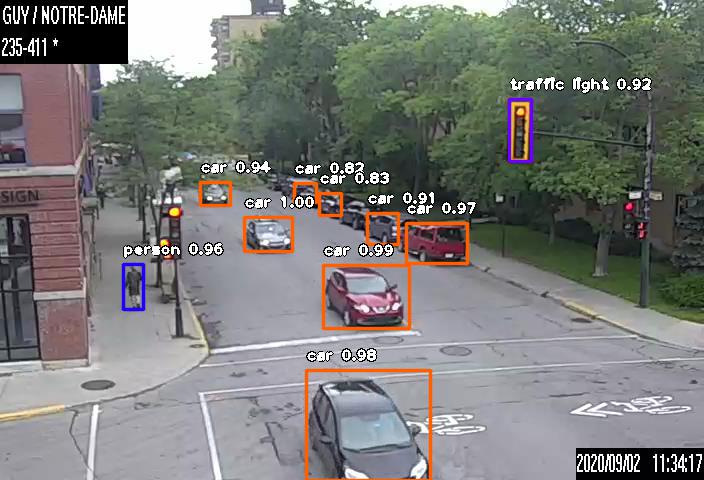 GUY / NOTRE-DAME
235-411 *
traffic light 0.92
car 0.94
car 0.82
car 0.83
car 1.00
car 0.91
car 0.97
SIGN
person 0.96
car 0.99
car 0.98
2020/09/02 11:34:17